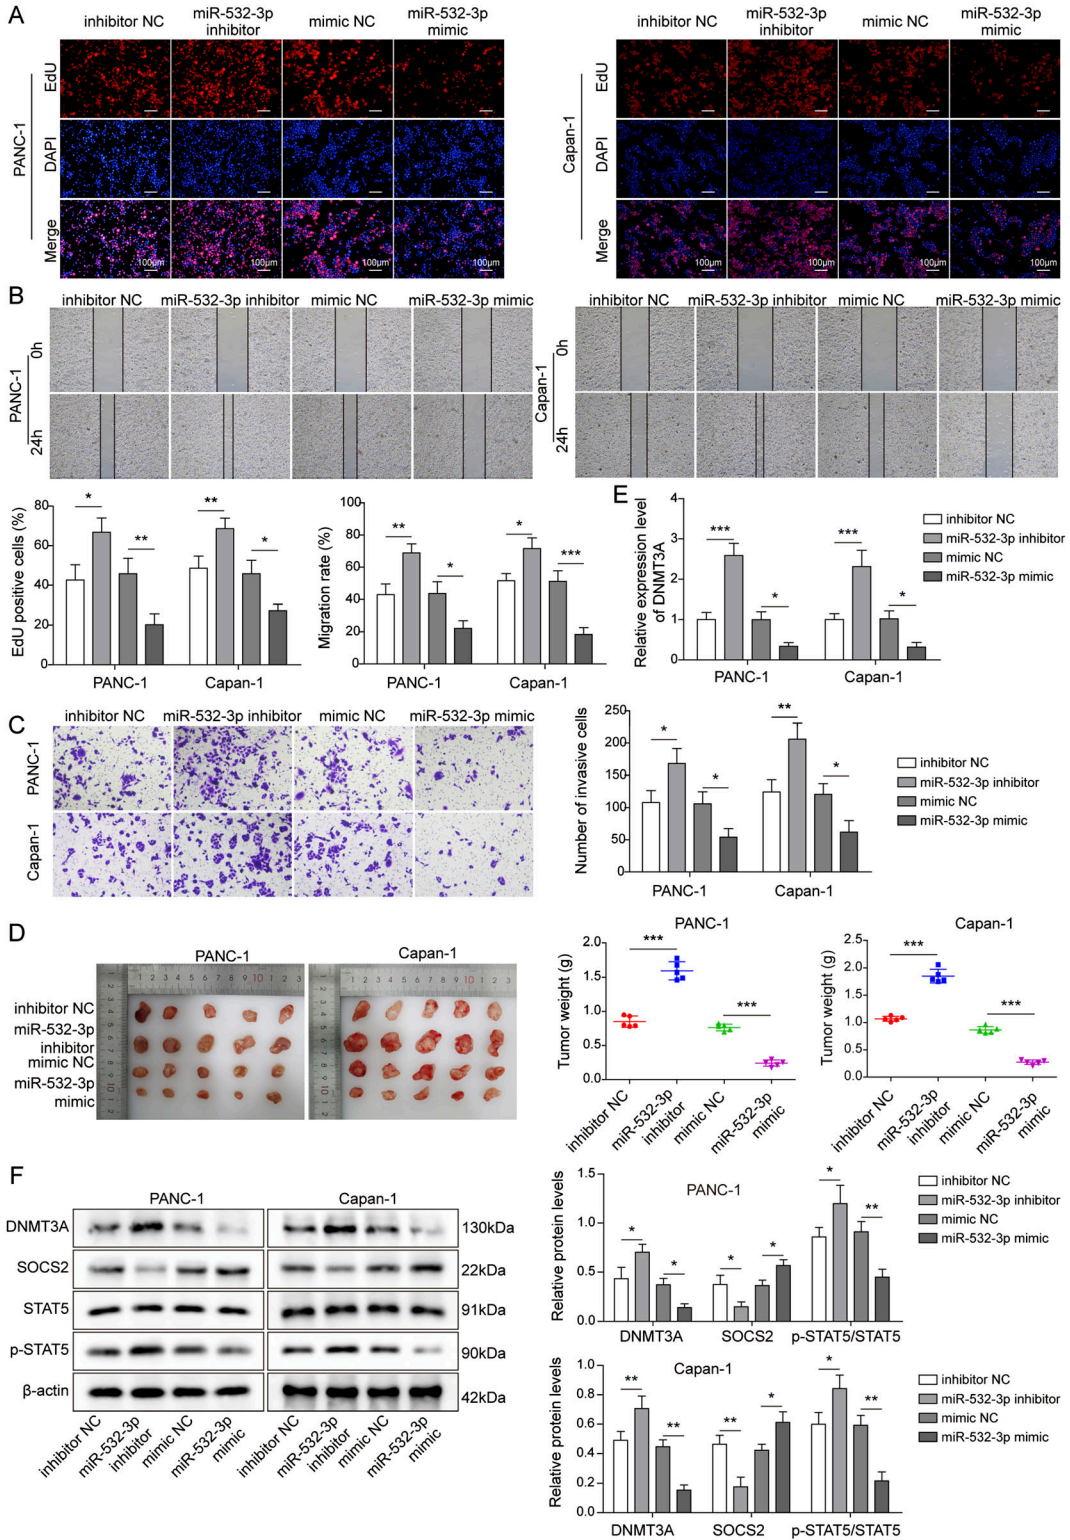 A
inhibitor NC
miR-532-3p
inhibitor
mimic NC
miR-532-3p
mimic
inhibitor NC
miR-532-3p
inhibitor
mimic NC
miR-532-3p
mimic
PANC-1
EdU
DAPI
Merge
100μm
100μm
100μm
100μm
Capan-1
EdU
DAPI
Merge
100μm
100μm
100μm
100μm
B
inhibitor NC
miR-532-3p inhibitor
mimic NC
miR-532-3p mimic
inhibitor NC
miR-532-3p inhibitor
mimic NC
miR-532-3p mimic
PANC-1
0h
24h
Capan-1
0h
24h
EdU positive cells (%)
80
60
40
20
0
*
**
**
*
PANC-1
Capan-1
Migration rate (%)
100
80
60
40
20
0
**
*
*
***
PANC-1
Capan-1
E
Relative expression level
of DNMT3A
4
3
2
1
0
***
*
***
*
PANC-1
Capan-1
inhibitor NC
miR-532-3p inhibitor
mimic NC
miR-532-3p mimic
C
inhibitor NC
miR-532-3p inhibitor
mimic NC
miR-532-3p mimic
PANC-1
Capan-1
Number of invasive cells
250
200
150
100
50
0
*
*
**
*
PANC-1
Capan-1
inhibitor NC
miR-532-3p inhibitor
mimic NC
miR-532-3p mimic
D
PANC-1
Capan-1
inhibitor NC
miR-532-3p
inhibitor
mimic NC
miR-532-3p
mimic
PANC-1
Tumor weight (g)
2.0
1.5
1.0
0.5
0.0
***
***
inhibitor NC
miR-532-3p
inhibitor
mimic NC
miR-532-3p
mimic
Capan-1
Tumor weight (g)
2.5
2.0
1.5
1.0
0.5
0.0
***
***
inhibitor NC
miR-532-3p
inhibitor
mimic NC
miR-532-3p
mimic
F
PANC-1
Capan-1
DNMT3A
130kDa
SOCS2
22kDa
STAT5
91kDa
p-STAT5
90kDa
β-actin
42kDa
inhibitor NC
miR-532-3p
inhibitor
mimic NC
miR-532-3p
mimic
inhibitor NC
miR-532-3p
inhibitor
mimic NC
miR-532-3p
mimic
PANC-1
Relative protein levels
1.5
1.0
0.5
0.0
*
*
*
*
*
**
DNMT3A
SOCS2
p-STAT5/STAT5
inhibitor NC
miR-532-3p inhibitor
mimic NC
miR-532-3p mimic
Capan-1
Relative protein levels
1.0
0.8
0.6
0.4
0.2
0.0
**
**
**
*
*
**
DNMT3A
SOCS2
p-STAT5/STAT5
inhibitor NC
miR-532-3p inhibitor
mimic NC
miR-532-3p mimic